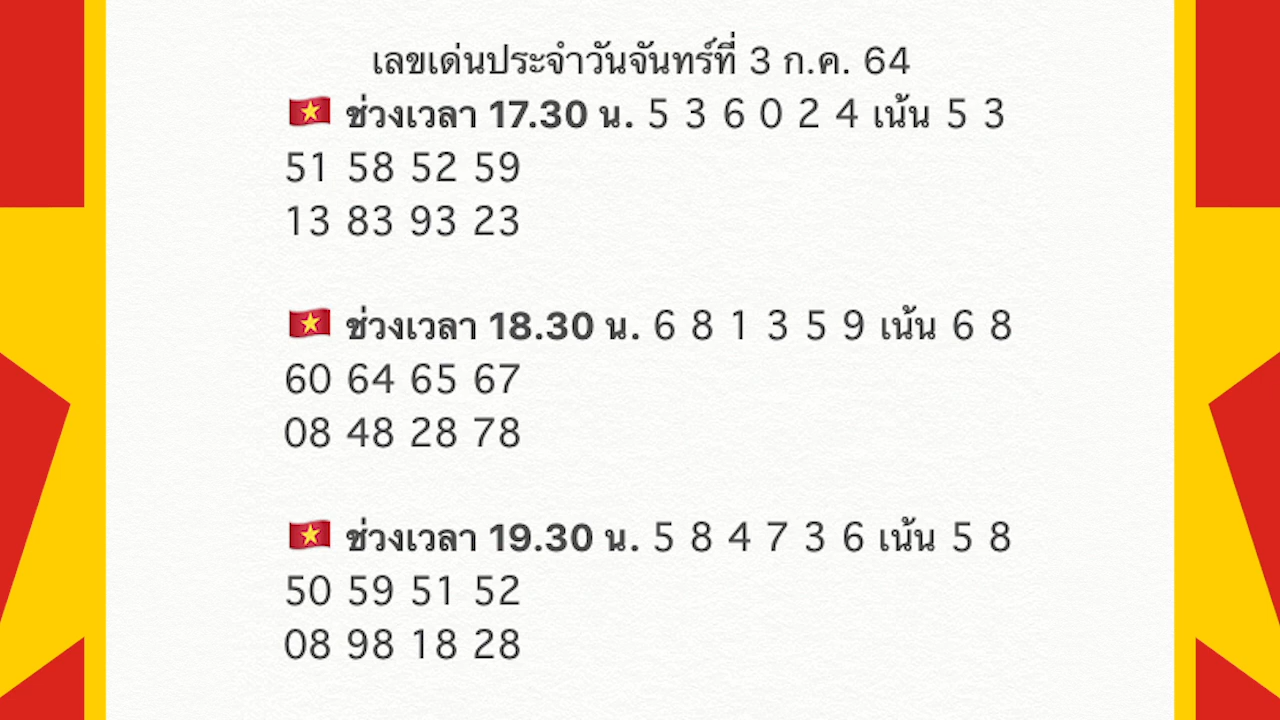 เลขเด่นประจำวันจันทร์ที่ 3 ก.ค. 64
🇻🇳 ช่วงเวลา 17.30 น. 5 3 6 0 2 4 เน้น 5 3
51 58 52 59
13 83 93 23
🇻🇳 ช่วงเวลา 18.30 น. 6 8 1 3 5 9 เน้น 6 8
60 64 65 67
08 48 28 78
🇻🇳 ช่วงเวลา 19.30 น. 5 8 4 7 3 6 เน้น 5 8
50 59 51 52
08 98 18 28